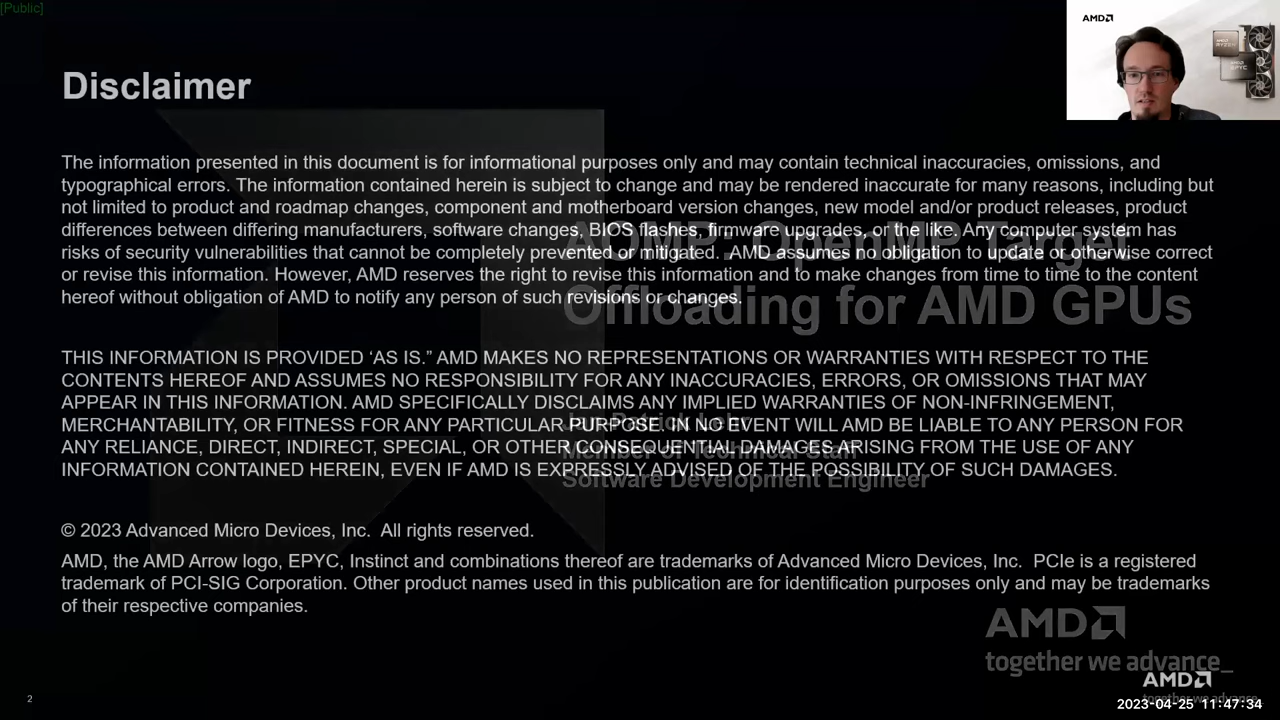 [Public]
AMD
Disclaimer
The information presented in this document is for informational purposes only and may contain technical inaccuracies, omissions, and
typographical errors. The information contained herein is subject to change and may be rendered inaccurate for many reasons, including but
not limited to product and roadmap changes, component and motherboard version changes, new model and/or product releases, product
differences between differing manufacturers, software changes, BIOS flashes, firmware upgrades, or the like. Any computer system has
risks of security vulnerabilities that cannot be completely prevented or mitigated. AMD assumes no obligation to update or otherwise correct
or revise this information. However, AMD reserves the right to revise this information and to make changes from time to time to the content
hereof without obligation of AMD to notify any person of such revisions or changes.
AOMP: OpenMP Target
Offloading for AMD GPUs
THIS INFORMATION IS PROVIDED ‘AS IS.” AMD MAKES NO REPRESENTATIONS OR WARRANTIES WITH RESPECT TO THE
CONTENTS HEREOF AND ASSUMES NO RESPONSIBILITY FOR ANY INACCURACIES, ERRORS, OR OMISSIONS THAT MAY
APPEAR IN THIS INFORMATION. AMD SPECIFICALLY DISCLAIMS ANY IMPLIED WARRANTIES OF NON-INFRINGEMENT,
MERCHANTABILITY, OR FITNESS FOR ANY PARTICULAR PURPOSE. IN NO EVENT WILL AMD BE LIABLE TO ANY PERSON FOR
ANY RELIANCE, DIRECT, INDIRECT, SPECIAL, OR OTHER CONSEQUENTIAL DAMAGES ARISING FROM THE USE OF ANY
INFORMATION CONTAINED HEREIN, EVEN IF AMD IS EXPRESSLY ADVISED OF THE POSSIBILITY OF SUCH DAMAGES.
Member of Technical Staff
Software Development Engineer
© 2023 Advanced Micro Devices, Inc. All rights reserved.
AMD, the AMD Arrow logo, EPYC, Instinct and combinations thereof are trademarks of Advanced Micro Devices, Inc. PCIe is a registered
trademark of PCI-SIG Corporation. Other product names used in this publication are for identification purposes only and may be trademarks
of their respective companies.
AMD
together we advance_
AMD
together we advance_
2
2023-04-25 11:47:34